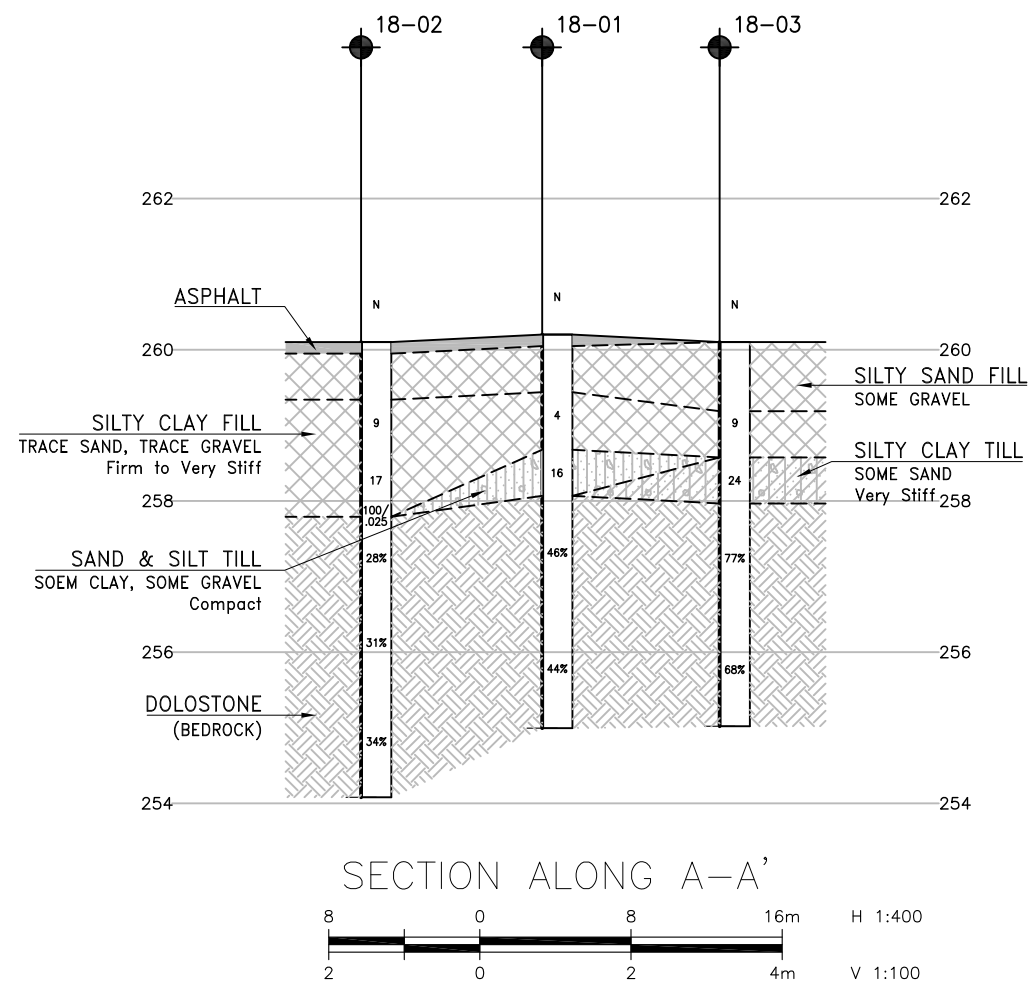 18-02
18-01
18-03
262
262
N
N
N
ASPHALT
260
260
SILTY SAND FILL
SOME GRAVEL
SILTY CLAY FILL
TRACE SAND, TRACE GRAVEL
Firm to Very Stiff
9
4
9
SILTY CLAY TILL
SOME SAND
Very Stiff
17
16
24
258
258
100/
.025
SAND & SILT TILL
SOEM CLAY, SOME GRAVEL
Compact
28%
46%
77%
31%
256
256
44%
68%
DOLOSTONE
(BEDROCK)
34%
254
254
SECTION ALONG A-A'
8 0 8 16m H 1:400
2 0 2 4m V 1:100